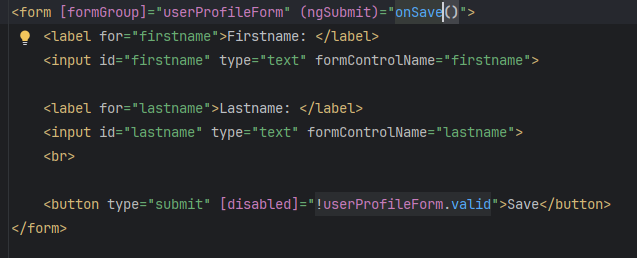 <form [formGroup]="userProfileForm" (ngSubmit)="onSave()">
<label for="firstname">Firstname: </label>
<input id="firstname" type="text" formControlName="firstname">
<label for="lastname">Lastname: </label>
<input id="lastname" type="text" formControlName="lastname">
<br>
<button type="submit" [disabled]="!userProfileForm.valid">Save</button>
</form>